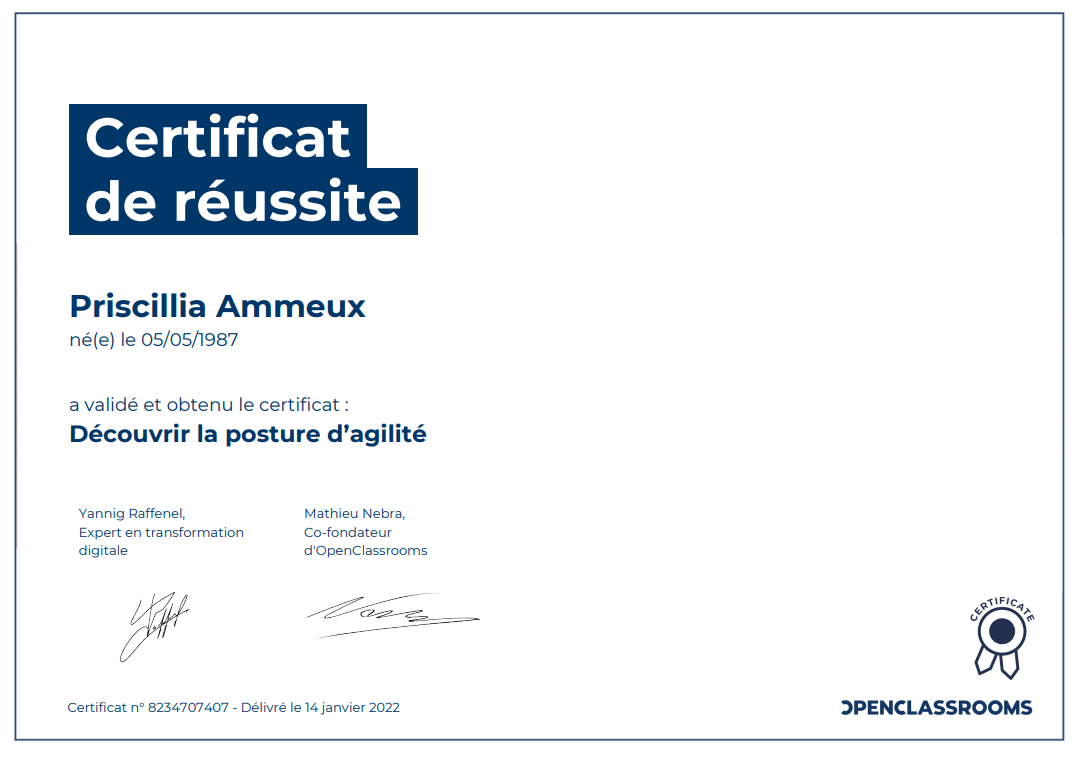 Certificat
de réussite
Priscillia Ammeux
né(e) le 05/05/1987
a validé et obtenu le certificat :
Découvrir la posture d’agilité
Yannig Raffenel,
Expert en transformation
digitale
Mathieu Nebra,
Co-fondateur
d'OpenClassrooms
CERTIFICATE
Certificat n° 8234707407 - Délivré le 14 janvier 2022
OPENCLASSROOMS